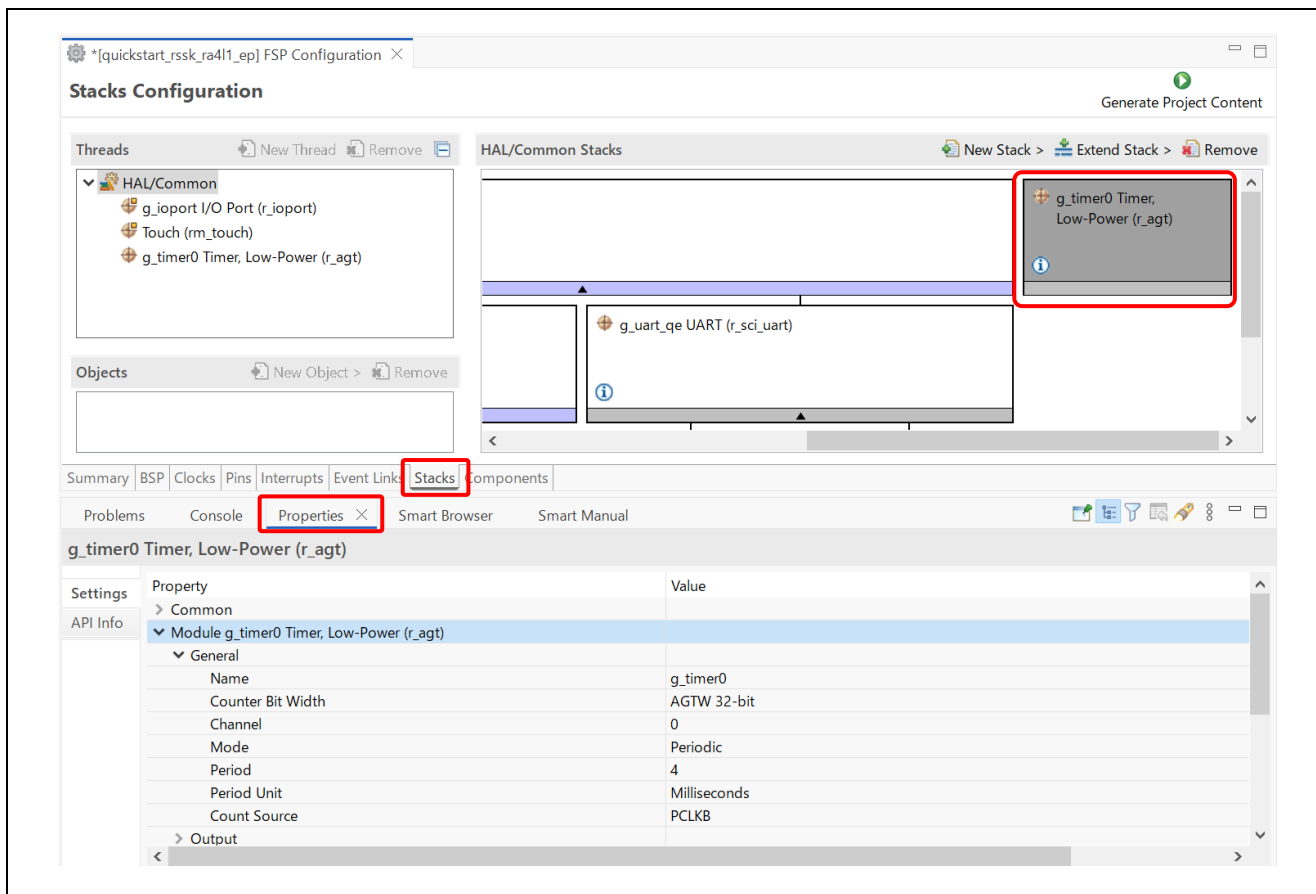 *[quickstart_rssk_ra4l1_ep] FSP Configuration
Stacks Configuration
Generate Project Content
Threads
New Thread
Remove
HAL/Common
g_ioport I/O Port (r_ioport)
Touch (rm_touch)
g_timer0 Timer, Low-Power (r_agt)
Objects
New Object >
Remove
HAL/Common Stacks
New Stack >
Extend Stack >
Remove
g_timer0 Timer,
Low-Power (r_agt)
g_uart_qe UART (r_sci_uart)
Summary
BSP
Clocks
Pins
Interrupts
Event Links
Stacks
Components
Problems
Console
Properties
Smart Browser
Smart Manual
g_timer0 Timer, Low-Power (r_agt)
Settings
API Info
Property Value
Common
Module g_timer0 Timer, Low-Power (r_agt)
General
Name g_timer0
Counter Bit Width AGTW 32-bit
Channel 0
Mode Periodic
Period 4
Period Unit Milliseconds
Count Source PCLKB
Output